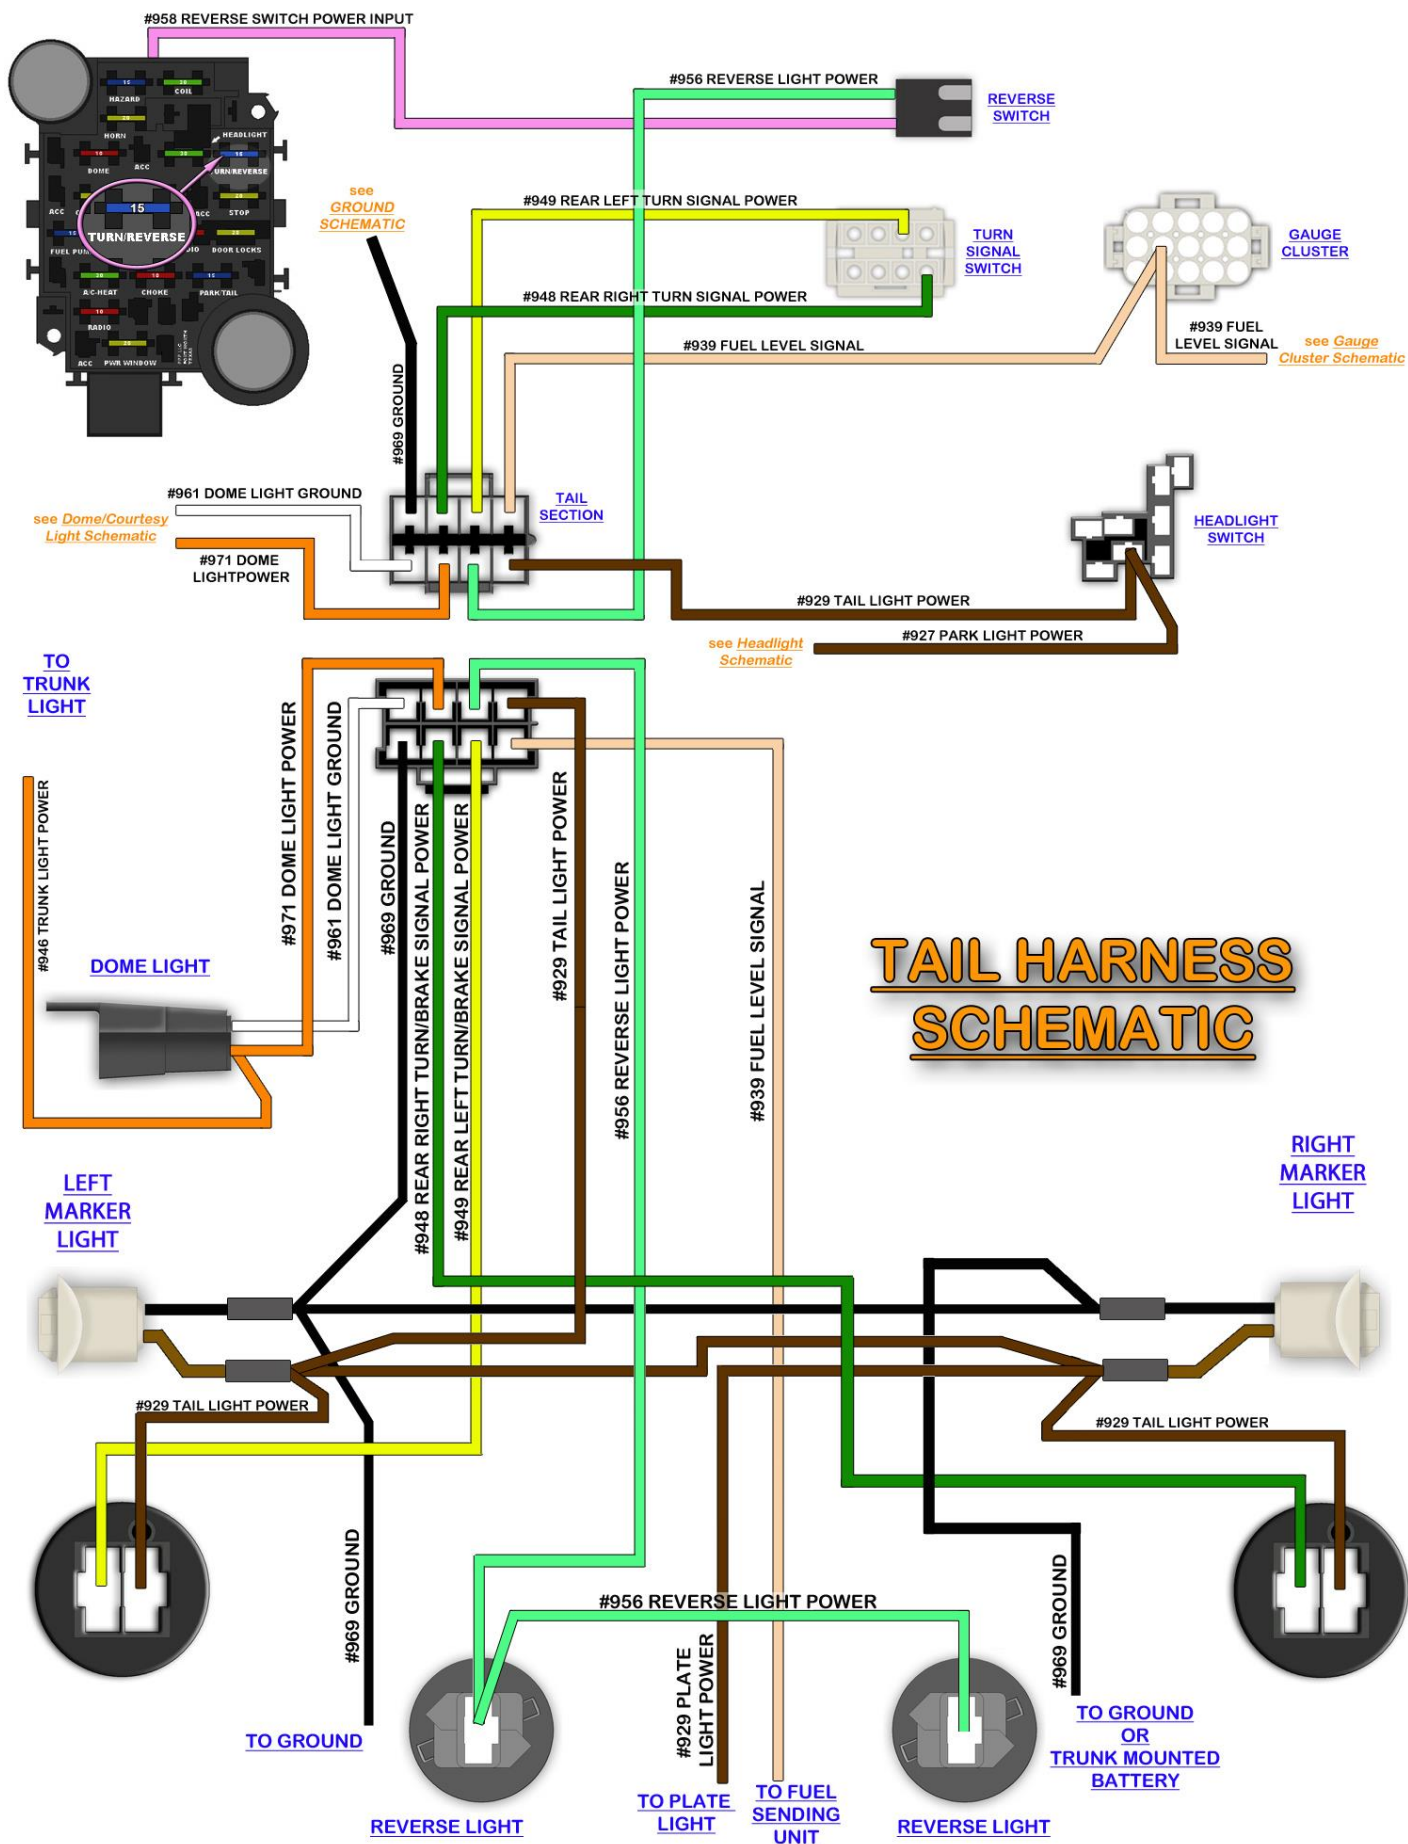 #958 REVERSE SWITCH POWER INPUT
#956 REVERSE LIGHT POWER
REVERSE
SWITCH
15
HAZARD
COIL
HORN
HEADLIGHT
DOME
ACC
TURN/REVERSE
ACC
15
ACC
STOP
TURN/REVERSE
FUEL PUMP
DOOR LOCKS
A/C-HEAT
CHOKE
PARK/TAIL
RADIO
ACC
PWR WINDOW
see
GROUND
SCHEMATIC
#949 REAR LEFT TURN SIGNAL POWER
TURN
SIGNAL
SWITCH
GAUGE
CLUSTER
#948 REAR RIGHT TURN SIGNAL POWER
#939 FUEL LEVEL SIGNAL
#939 FUEL
LEVEL SIGNAL
see Gauge
Cluster Schematic
#969 GROUND
#961 DOME LIGHT GROUND
see Dome/Courtesy
Light Schematic
#971 DOME
LIGHTPOWER
TAIL
SECTION
HEADLIGHT
SWITCH
#929 TAIL LIGHT POWER
#927 PARK LIGHT POWER
see Headlight
Schematic
TO
TRUNK
LIGHT
#946 TRUNK LIGHT POWER
#971 DOME LIGHT POWER
#961 DOME LIGHT GROUND
#969 GROUND
#948 REAR RIGHT TURN/BRAKE SIGNAL POWER
#949 REAR LEFT TURN/BRAKE SIGNAL POWER
#929 TAIL LIGHT POWER
#956 REVERSE LIGHT POWER
#939 FUEL LEVEL SIGNAL
DOME LIGHT
TAIL HARNESS
SCHEMATIC
LEFT
MARKER
LIGHT
RIGHT
MARKER
LIGHT
#929 TAIL LIGHT POWER
#929 TAIL LIGHT POWER
#969 GROUND
#956 REVERSE LIGHT POWER
#929 PLATE
LIGHT POWER
#969 GROUND
TO GROUND
REVERSE LIGHT
TO PLATE
LIGHT
TO FUEL
SENDING
UNIT
REVERSE LIGHT
TO GROUND
OR
TRUNK MOUNTED
BATTERY